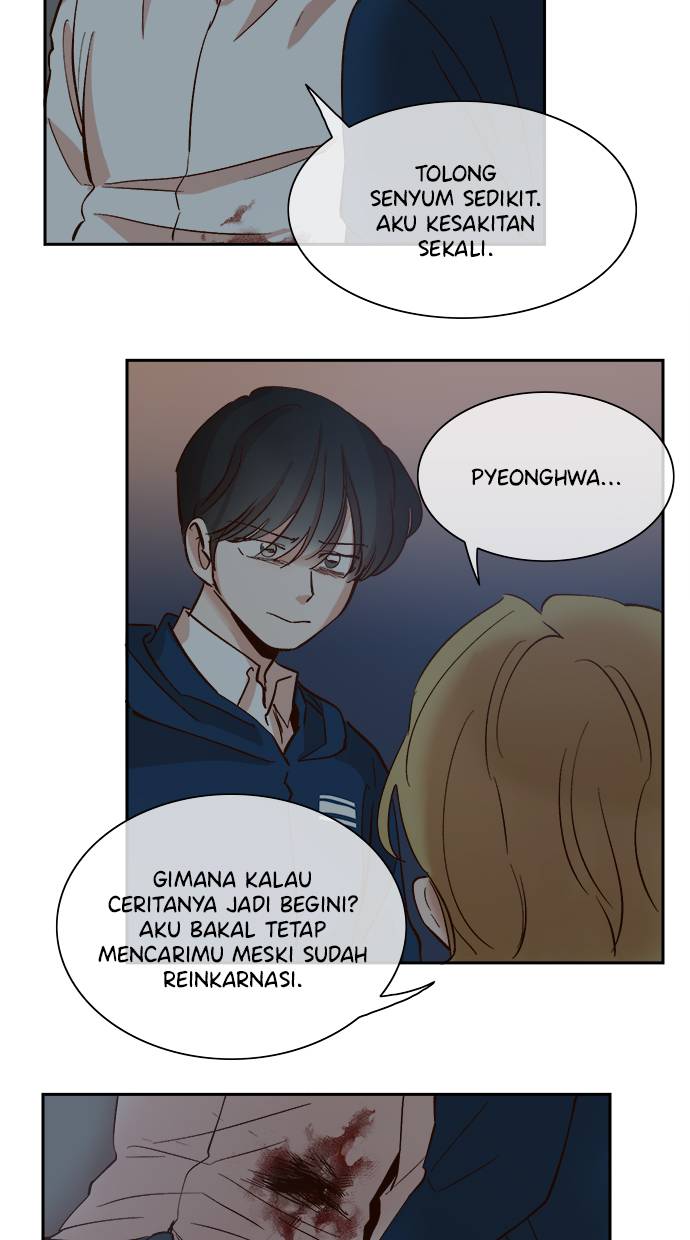 TOLONG
SENYUM SEDIKIT.
AKU KESAKITAN
SEKALI.
PYEONGHWA...
GIMANA KALAU
CERITANYA JADI BEGINI?
AKU BAKAL TETAP
MENCARIMU MESKI SUDAH
REINKARNASI.